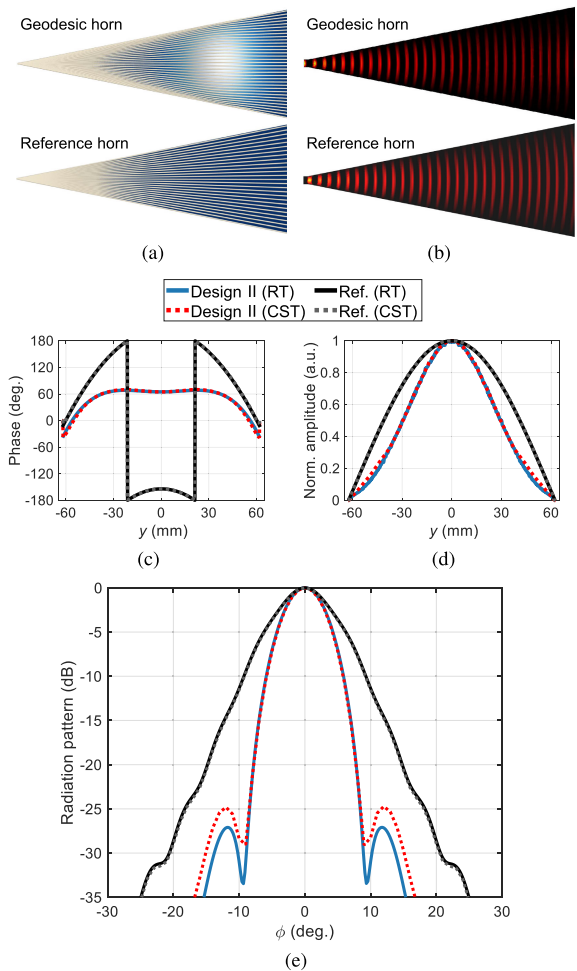 Geodesic horn
Geodesic horn
Reference horn
Reference horn
(a)
(b)
Design II (RT)
Ref. (RT)
Design II (CST)
Ref. (CST)
180
120
60
0
-60
-120
-180
Phase (deg.)
-60 -30 0 30 60
y (mm)
(c)
1
0.8
0.6
0.4
0.2
0
Norm. amplitude (a.u.)
-60 -30 0 30 60
y (mm)
(d)
0
-5
-10
-15
-20
-25
-30
-35
Radiation pattern (dB)
-30 -20 -10 0 10 20 30
ϕ (deg.)
(e)